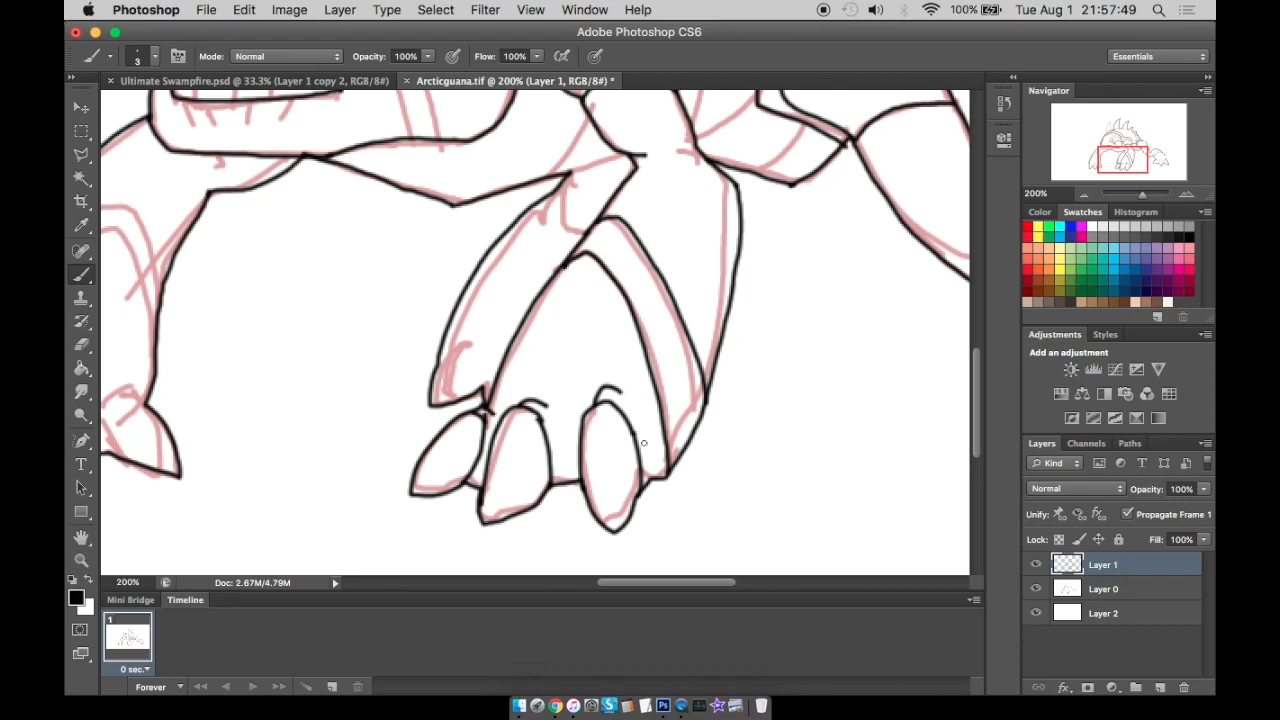 Photoshop File Edit Image Layer Type Select Filter View Window Help 100% Tue Aug 1 21:57:49
Adobe Photoshop CS6
3 Mode: Normal Opacity: 100% Flow: 100% Essentials
× Ultimate Swampfire.psd @ 33.3% (Layer 1 copy 2, RGB/8#) × Arcticguana.tif @ 200% (Layer 1, RGB/8#) *
Navigator
200%
Color Swatches Histogram
Adjustments Styles
Add an adjustment
Layers Channels Paths
Kind
Normal Opacity: 100%
Unify: Propagate Frame 1
Lock: Fill: 100%
Layer 1
Layer 0
Layer 2
200% Doc: 2.67M/4.79M
Mini Bridge Timeline
1
0 sec.
Forever